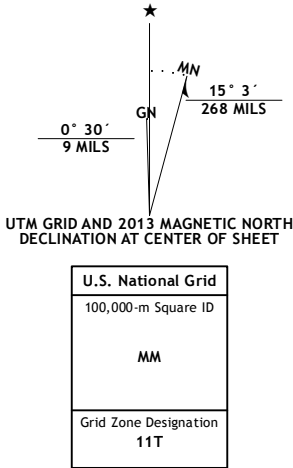 ★
MN
GN
15° 3´
268 MILS
0° 30´
9 MILS
UTM GRID AND 2013 MAGNETIC NORTH
DECLINATION AT CENTER OF SHEET
U.S. National Grid
100,000-m Square ID
MM
Grid Zone Designation
11T